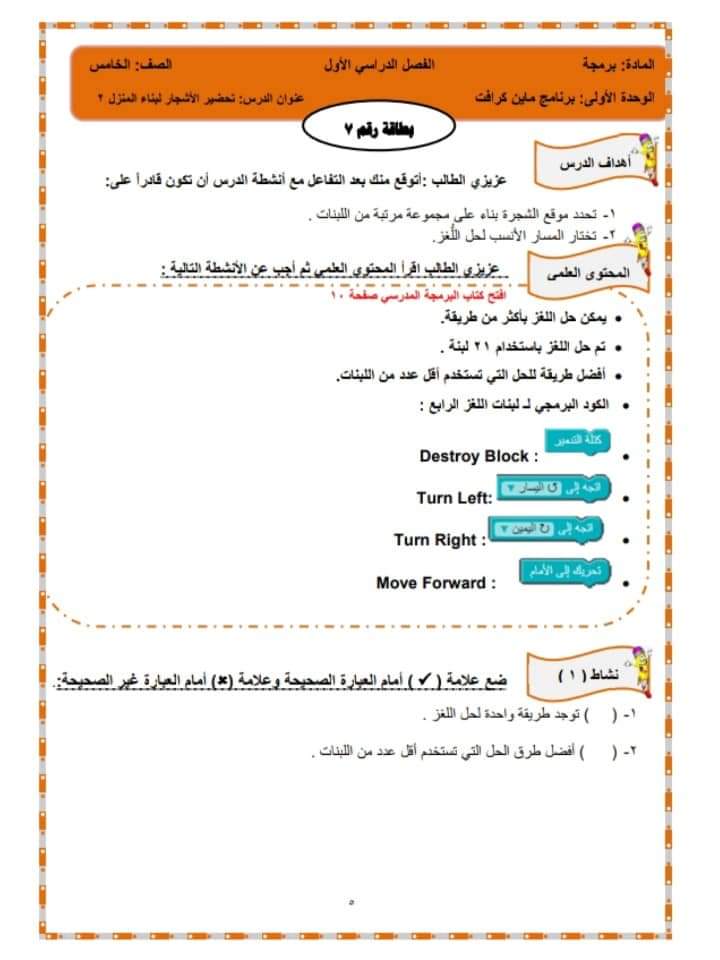 المادة: برمجة الفصل الدراسي الأول الصف: الخامس
الوحدة الأولى: برنامج ماين كرافت عنوان الدرس: تحضير الأشجار لبناء المنزل ٢
بطاقة رقم ٧
أهداف الدرس
عزيزي الطالب :أتوقع منك بعد التفاعل مع أنشطة الدرس أن تكون قادراً على:
١- تحدد موقع الشجرة بناء على مجموعة مرتبة من اللبنات .
٢- تختار المسار الأنسب لحل اللُّغز.
المحتوى العلمى
عزيزي الطالب اقرأ المحتوى العلمي ثم أجب عن الأنشطة التالية :
افتح كتاب البرمجة المدرسي صفحة ١٠
• يمكن حل اللغز بأكثر من طريقة.
• تم حل اللغز باستخدام ٢١ لبنة .
• أفضل طريقة للحل التي تستخدم أقل عدد من اللبنات.
• الكود البرمجي لـ لبنات اللغز الرابع :
• كتلة التدمير Destroy Block :
• اتجه إلى اليسار ↺ ▼ Turn Left:
• اتجه إلى اليمين ↻ ▼ Turn Right :
• تحريك إلى الأمام Move Forward :
نشاط ( ١ )
ضع علامة ( ✔ ) أمام العبارة الصحيحة وعلامة (✖) أمام العبارة غير الصحيحة:.
١- ( ) توجد طريقة واحدة لحل اللغز .
٢- ( ) أفضل طرق الحل التي تستخدم أقل عدد من اللبنات .
٥